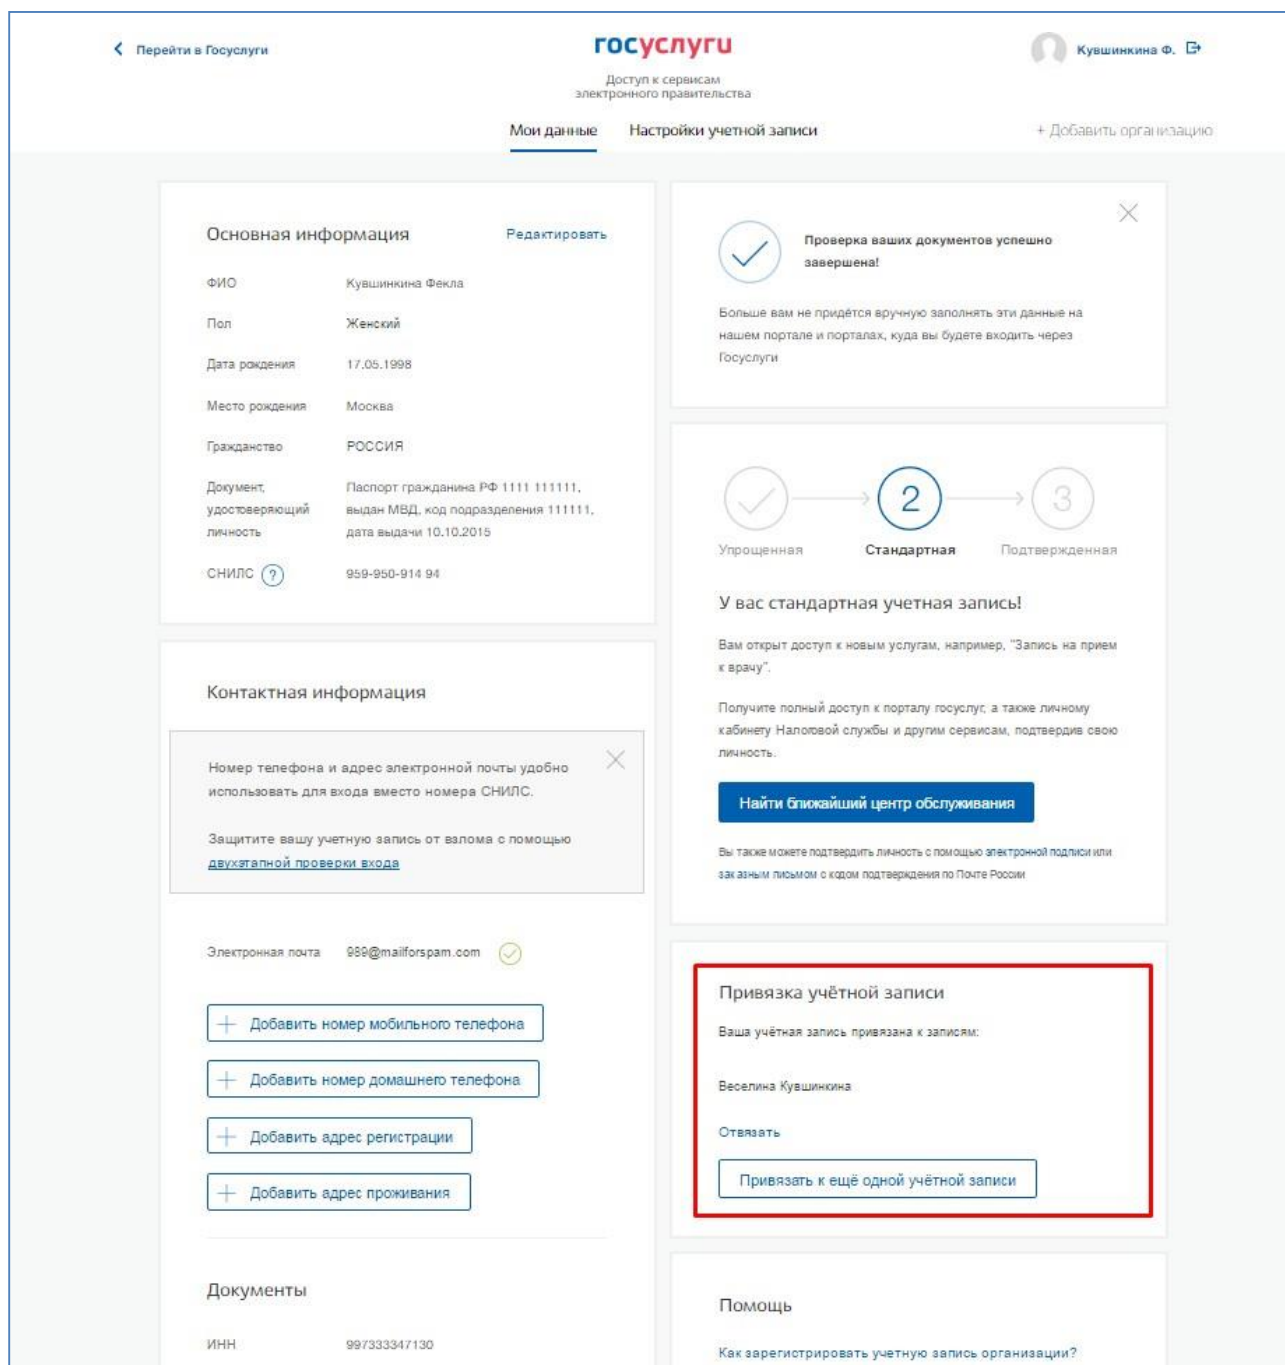 Перейти в Госуслуги
госуслуги
Кувшинкина Ф.
Доступ к сервисам
электронного правительства
Мои данные
Настройки учетной записи
+ Добавить организацию
Основная информация
Редактировать
ФИО
Кувшинкина Фекла
Пол
Женский
Дата рождения
17.05.1998
Место рождения
Москва
Гражданство
РОССИЯ
Документ,
удостоверяющий
личность
Паспорт гражданина РФ 1111 111111,
выдан МВД, код подразделения 111111,
дата выдачи 10.10.2015
СНИЛС ?
959-950-914 94
Контактная информация
Номер телефона и адрес электронной почты удобно
использовать для входа вместо номера СНИЛС.
Защитите вашу учетную запись от взлома с помощью
двухэтапной проверки входа
Электронная почта
989@mailforspam.com
Добавить номер мобильного телефона
Добавить номер домашнего телефона
Добавить адрес регистрации
Добавить адрес проживания
Документы
ИНН
997333347130
Проверка ваших документов успешно
завершена!
Больше вам не придётся вручную заполнять эти данные на
нашем портале и порталах, куда вы будете входить через
Госуслуги
2
3
Упрощенная
Стандартная
Подтвержденная
У вас стандартная учетная запись!
Вам открыт доступ к новым услугам, например, "Запись на прием
к врачу".
Получите полный доступ к порталу госуслуг, а также личному
кабинету Налоговой службы и другим сервисам, подтвердив свою
личность.
Найти ближайший центр обслуживания
Вы также можете подтвердить личность с помощью электронной подписи или
заказным письмом с кодом подтверждения по Почте России
Привязка учётной записи
Ваша учётная запись привязана к записям:
Веселина Кувшинкина
Отвязать
Привязать к ещё одной учётной записи
Помощь
Как зарегистрировать учетную запись организации?